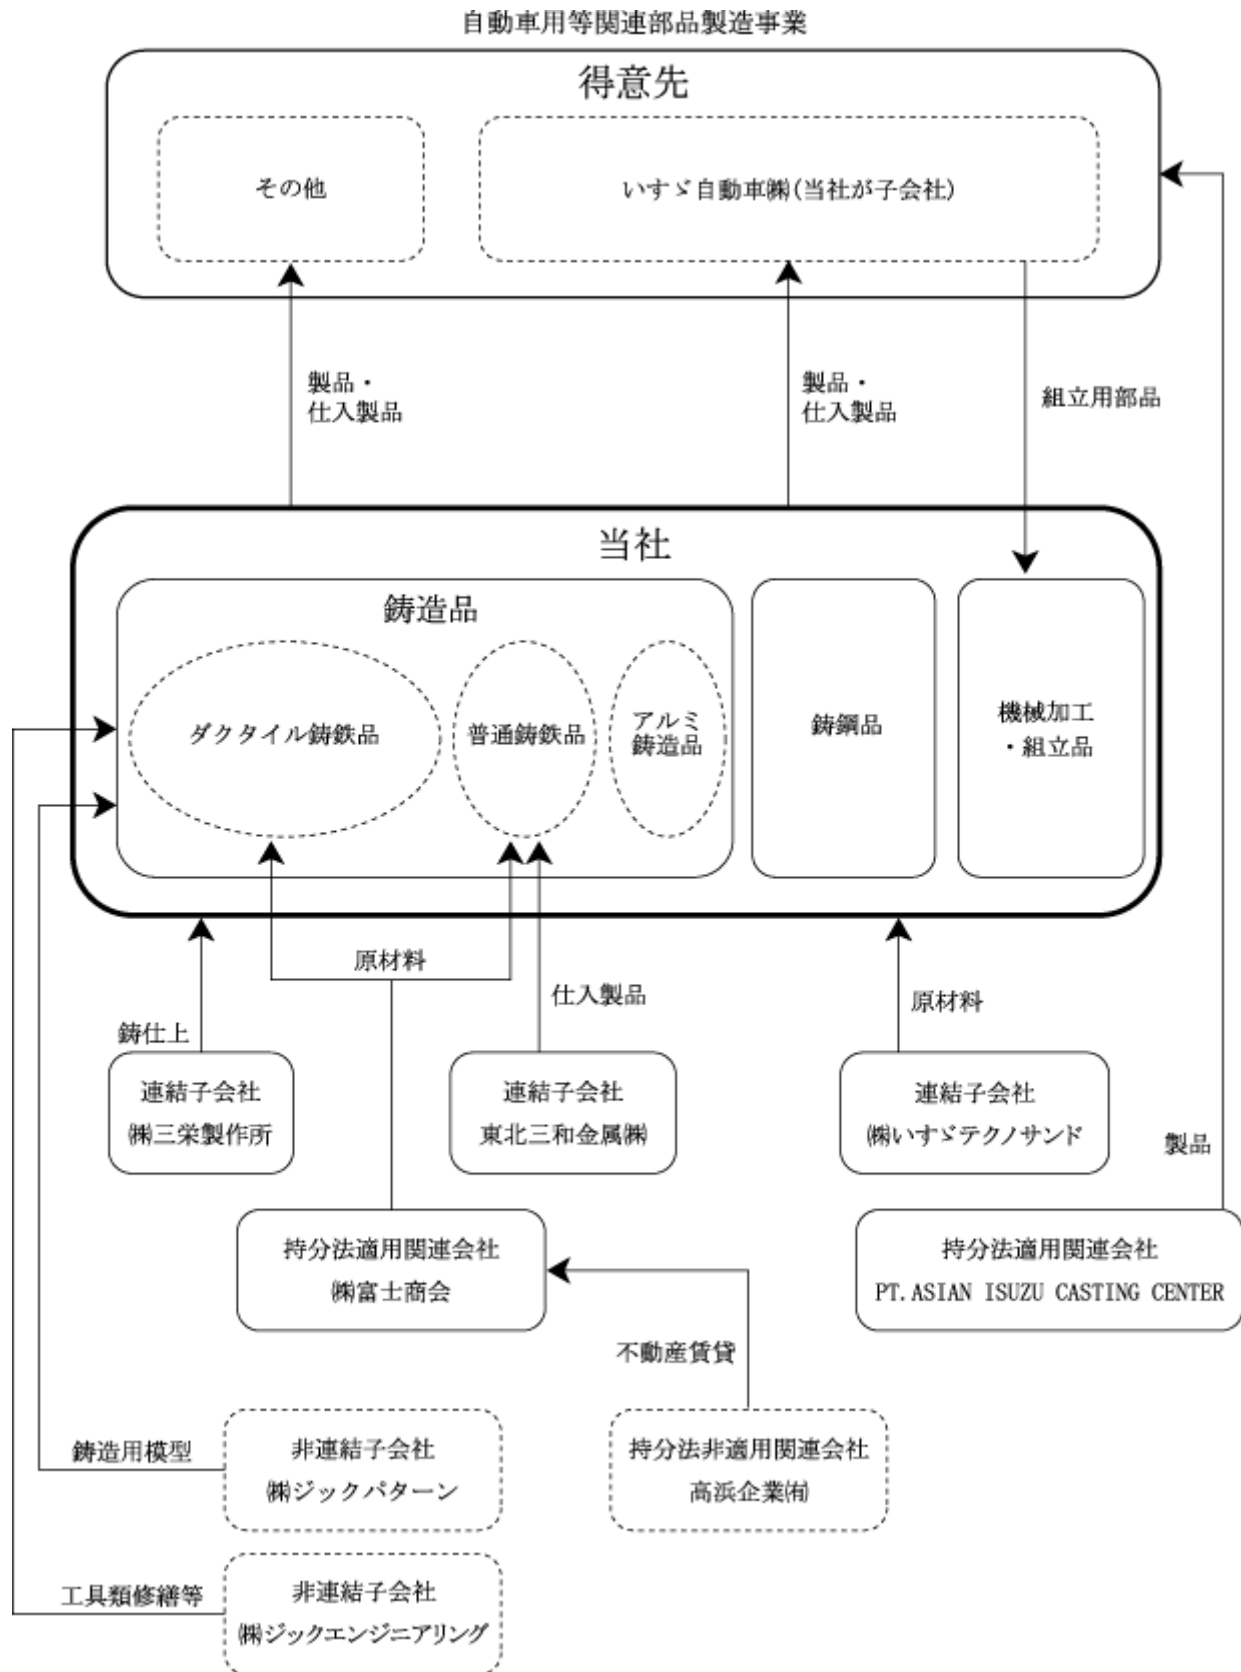 自動車用等関連部品製造事業
得意先
その他
いすゞ自動車㈱(当社が子会社)
製品・
仕入製品
製品・
仕入製品
組立用部品
当社
鋳造品
ダクタイル鋳鉄品
普通鋳鉄品
アルミ
鋳造品
鋳鋼品
機械加工
・組立品
原材料
仕入製品
原材料
鋳仕上
連結子会社
㈱三栄製作所
連結子会社
東北三和金属㈱
連結子会社
㈱いすゞテクノサンド
製品
持分法適用関連会社
㈱富士商会
持分法適用関連会社
PT.ASIAN ISUZU CASTING CENTER
不動産賃貸
鋳造用模型
非連結子会社
㈱ジックパターン
持分法非適用関連会社
高浜企業㈲
工具類修繕等
非連結子会社
㈱ジックエンジニアリング